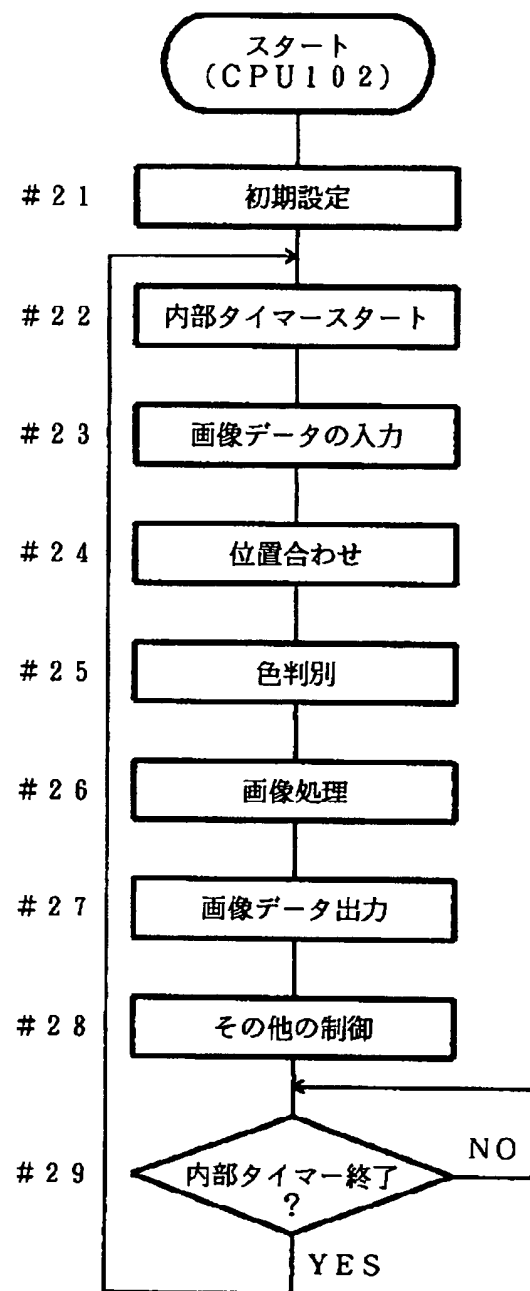 スタート
(CPU102)
#21 初期設定
#22 内部タイマースタート
#23 画像データの入力
#24 位置合わせ
#25 色判別
#26 画像処理
#27 画像データ出力
#28 その他の制御
#29 内部タイマー終了
?
NO
YES